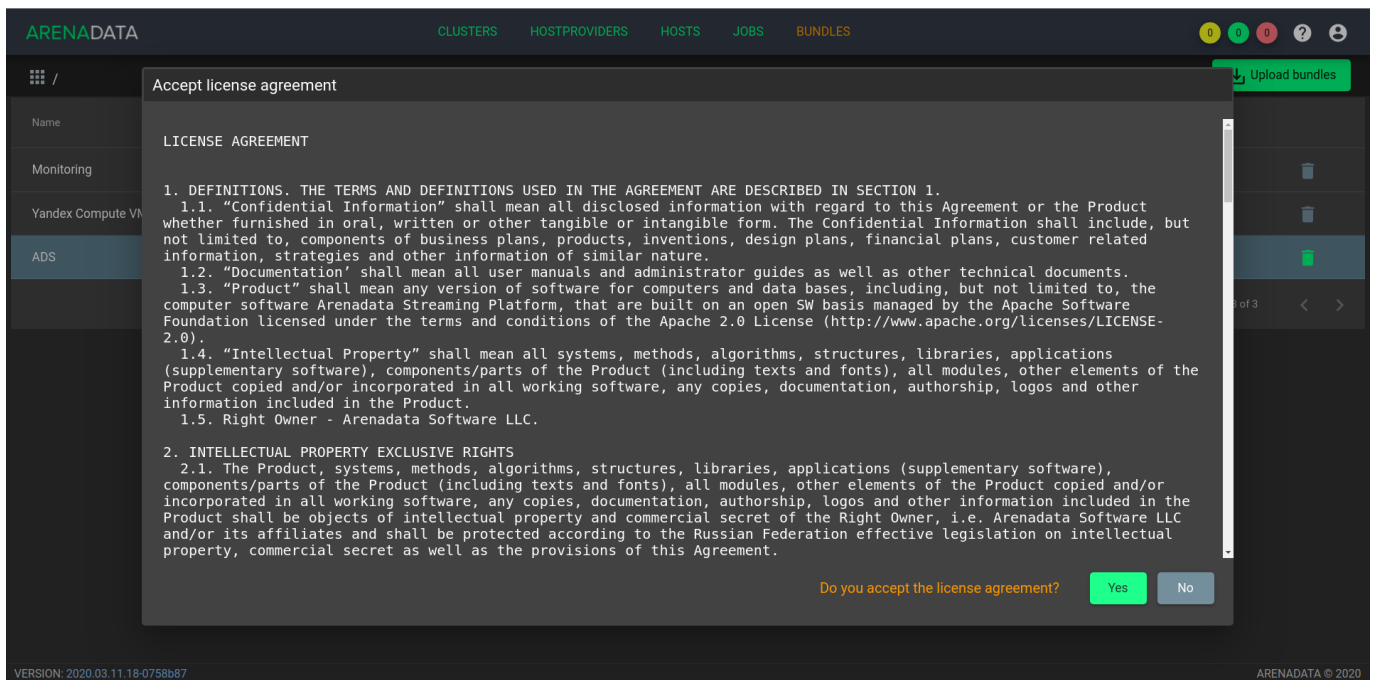 ARENADATA
CLUSTERS HOSTPROVIDERS HOSTS JOBS BUNDLES
0 0 0
/
Upload bundles
Accept license agreement
Name
Monitoring
Yandex Compute VM
ADS
LICENSE AGREEMENT
1. DEFINITIONS. THE TERMS AND DEFINITIONS USED IN THE AGREEMENT ARE DESCRIBED IN SECTION 1.
1.1. “Confidential Information” shall mean all disclosed information with regard to this Agreement or the Product
whether furnished in oral, written or other tangible or intangible form. The Confidential Information shall include, but
not limited to, components of business plans, products, inventions, design plans, financial plans, customer related
information, strategies and other information of similar nature.
1.2. “Documentation’ shall mean all user manuals and administrator guides as well as other technical documents.
1.3. “Product” shall mean any version of software for computers and data bases, including, but not limited to, the
computer software Arenadata Streaming Platform, that are built on an open SW basis managed by the Apache Software
Foundation licensed under the terms and conditions of the Apache 2.0 License (http://www.apache.org/licenses/LICENSE-
2.0).
1.4. “Intellectual Property” shall mean all systems, methods, algorithms, structures, libraries, applications
(supplementary software), components/parts of the Product (including texts and fonts), all modules, other elements of the
Product copied and/or incorporated in all working software, any copies, documentation, authorship, logos and other
information included in the Product.
1.5. Right Owner - Arenadata Software LLC.
2. INTELLECTUAL PROPERTY EXCLUSIVE RIGHTS
2.1. The Product, systems, methods, algorithms, structures, libraries, applications (supplementary software),
components/parts of the Product (including texts and fonts), all modules, other elements of the Product copied and/or
incorporated in all working software, any copies, documentation, authorship, logos and other information included in the
Product shall be objects of intellectual property and commercial secret of the Right Owner, i.e. Arenadata Software LLC
and/or its affiliates and shall be protected according to the Russian Federation effective legislation on intellectual
property, commercial secret as well as the provisions of this Agreement.
of 3
Do you accept the license agreement? Yes No
VERSION: 2020.03.11.18-0758b87
ARENADATA © 2020